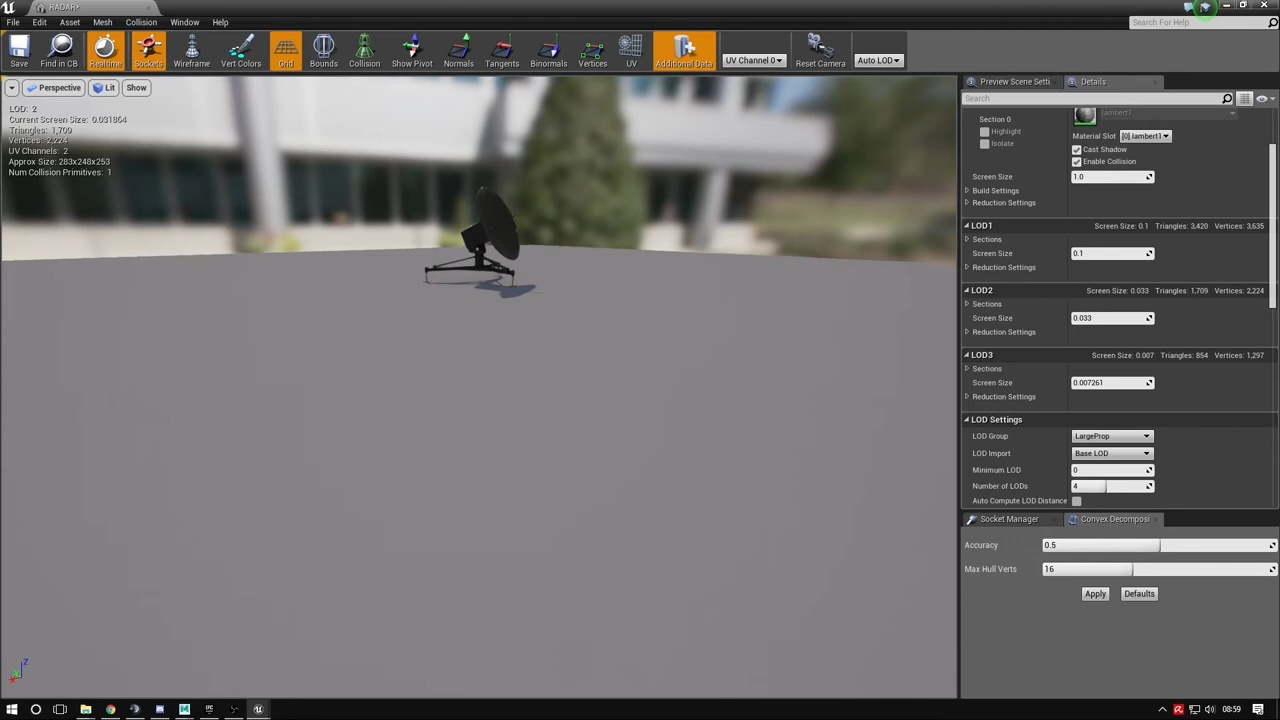 RADAR*
File Edit Asset Mesh Collision Window Help
Search For Help
Save Find in CB Realtime Sockets Wireframe Vert Colors Grid Bounds Collision Show Pivot Normals Tangents Binormals Vertices UV Additional Data UV Channel 0 Reset Camera Auto LOD
Perspective Lit Show
LOD: 2
Current Screen Size: 0.031864
Triangles: 1,709
Vertices: 2,224
UV Channels: 2
Approx Size: 283x248x253
Num Collision Primitives: 1
Preview Scene Setti Details
Search
lambert1
Section 0
Highlight
Isolate
Material Slot [0] lambert1
Cast Shadow
Enable Collision
Screen Size 1.0
Build Settings
Reduction Settings
LOD1 Screen Size: 0.1 Triangles: 3,420 Vertices: 3,635
Sections
Screen Size 0.1
Reduction Settings
LOD2 Screen Size: 0.033 Triangles: 1,709 Vertices: 2,224
Sections
Screen Size 0.033
Reduction Settings
LOD3 Screen Size: 0.007 Triangles: 854 Vertices: 1,297
Sections
Screen Size 0.007261
Reduction Settings
LOD Settings
LOD Group LargeProp
LOD Import Base LOD
Minimum LOD 0
Number of LODs 4
Auto Compute LOD Distance
Socket Manager Convex Decomposi
Accuracy 0.5
Max Hull Verts 16
Apply Defaults
Z
08:59